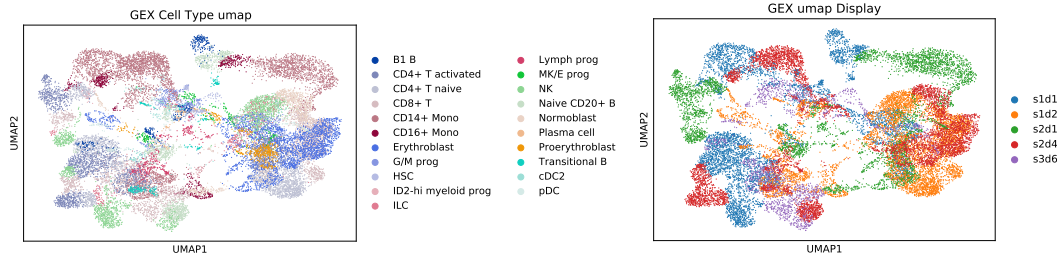 GEX Cell Type umap
UMAP2
UMAP1
B1 B
CD4+ T activated
CD4+ T naive
CD8+ T
CD14+ Mono
CD16+ Mono
Erythroblast
G/M prog
HSC
ID2-hi myeloid prog
ILC
Lymph prog
MK/E prog
NK
Naive CD20+ B
Normoblast
Plasma cell
Proerythroblast
Transitional B
cDC2
pDC
GEX umap Display
UMAP2
UMAP1
s1d1
s1d2
s2d1
s2d4
s3d6